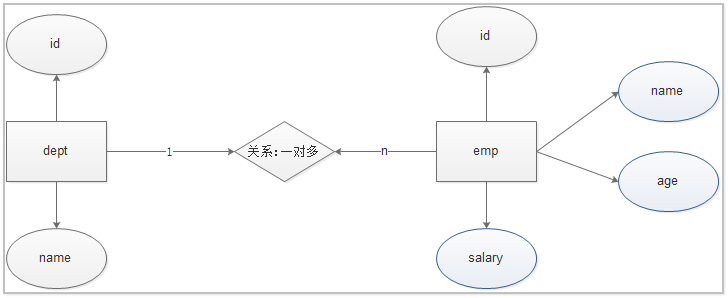 id
id
name
dept
1
关系:一对多
n
emp
age
name
salary